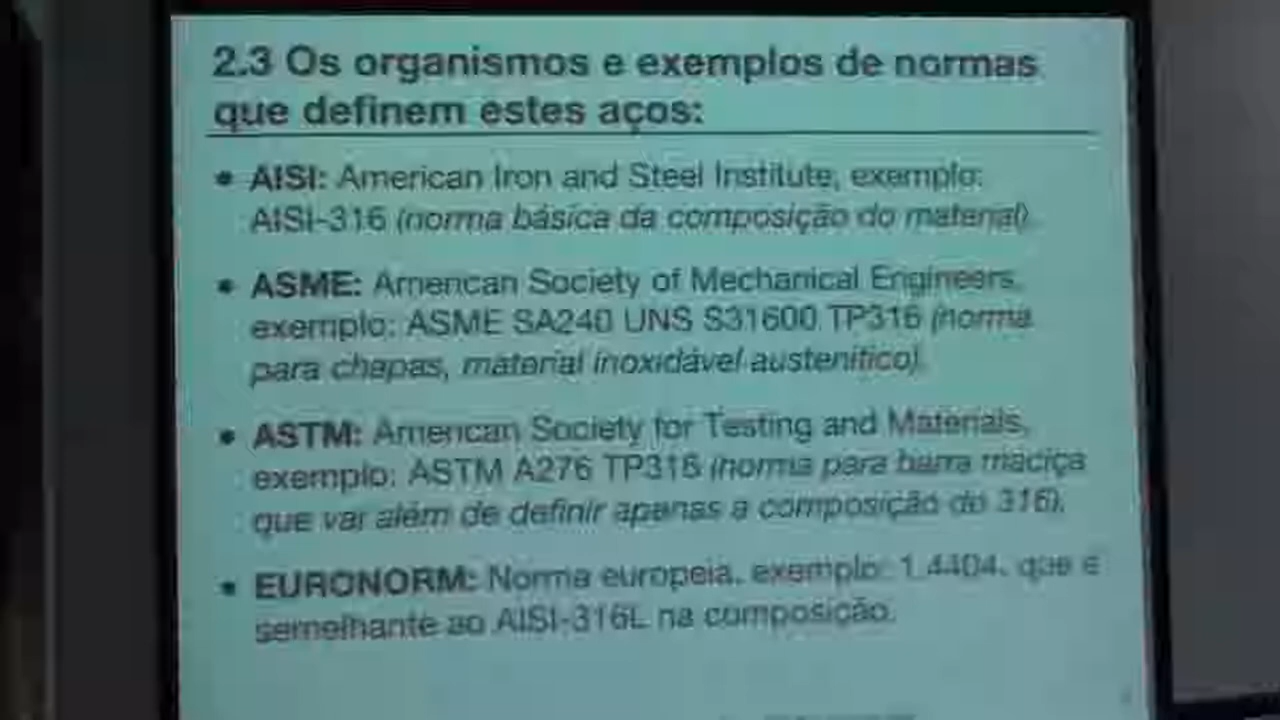 2.3 Os organismos e exemplos de normas
que definem estes aços:
• AISI: American Iron and Steel Institute, exemplo:
AISI-316 (norma básica da composição do material).
• ASME: American Society of Mechanical Engineers,
exemplo: ASME SA240 UNS S31600 TP316 (norma
para chapas, material inoxidável austenítico).
• ASTM: American Society for Testing and Materials,
exemplo: ASTM A276 TP316 (norma para barra maciça
que vai além de definir apenas a composição do 316).
• EURONORM: Norma europeia, exemplo: 1.4404, que é
semelhante ao AISI-316L na composição.